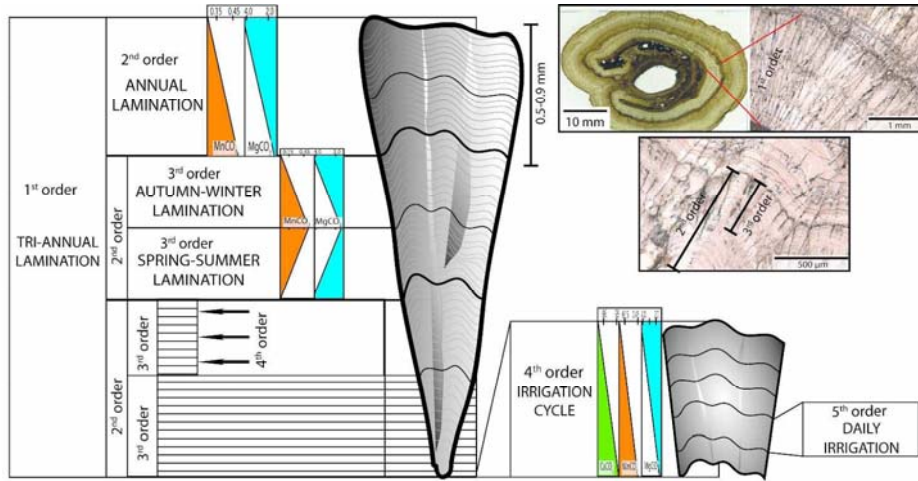 0.15 0.45 4.0 2.0
2nd order
ANNUAL
LAMINATION
MnCO
MgCO
1st order
TRI-ANNUAL
LAMINATION
2nd order
3rd order
AUTUMN-WINTER
LAMINATION
MnCO
MgCO
3rd order
SPRING-SUMMER
LAMINATION
2nd order
3rd order
4th order
3rd order
0.5-0.9 mm
10 mm
1st order
1 mm
2nd order
3rd order
500 µm
4th order
IRRIGATION
CYCLE
CaCO
MnCO
MgCO
5th order
DAILY
IRRIGATION